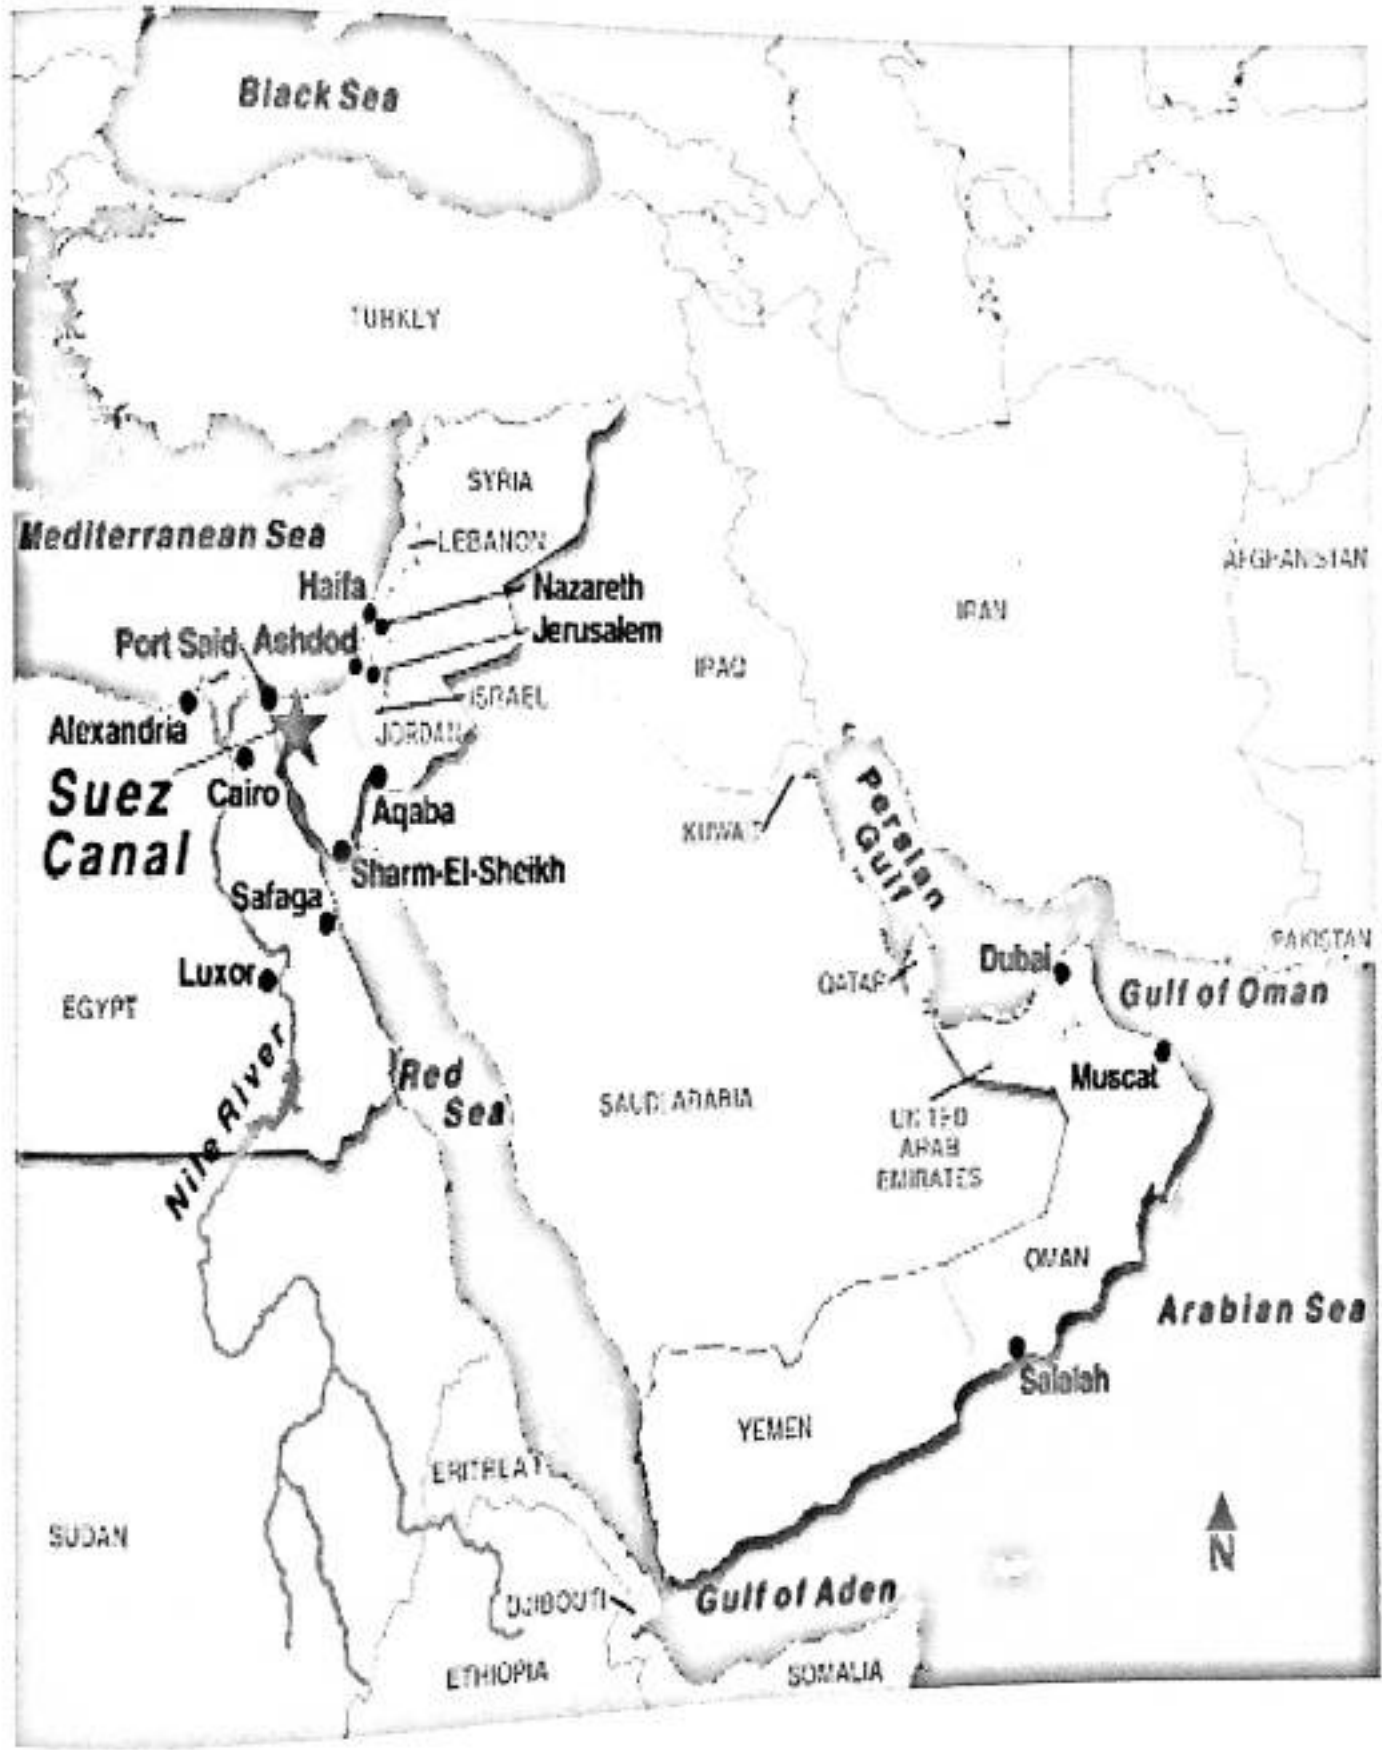 Black Sea
TURKEY
SYRIA
Mediterranean Sea
LEBANON
AFGHANISTAN
Haifa
Nazareth
IRAN
Port Said
Ashdod
Jerusalem
IRAQ
ISRAEL
Alexandria
JORDAN
Suez
Canal
Cairo
Aqaba
Persian
Gulf
KUWAIT
Sharm-El-Sheikh
Safaga
PAKISTAN
Luxor
QATAR
Dubai
Gulf of Oman
EGYPT
Nile River
Red
Sea
Muscat
SAUDI ARABIA
UNITED
ARAB
EMIRATES
OMAN
Arabian Sea
Salalah
YEMEN
ERITREA
SUDAN
N
DJIBOUTI
Gulf of Aden
ETHIOPIA
SOMALIA